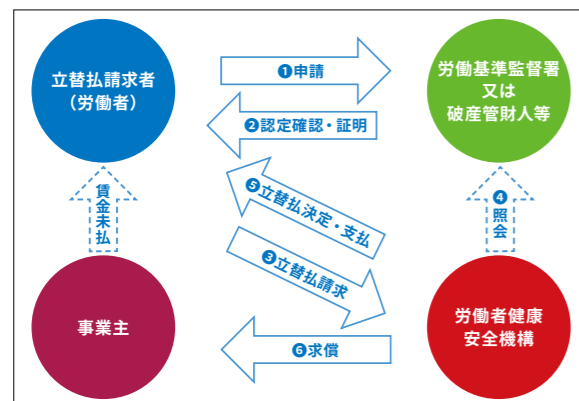 立替払請求者
（労働者）
❶申請
労働基準監督署
又は
破産管財人等
❷認定確認・証明
❺立替払決定・支払
賃金未払
❹照会
❸立替払請求
事業主
労働者健康
安全機構
❻求償